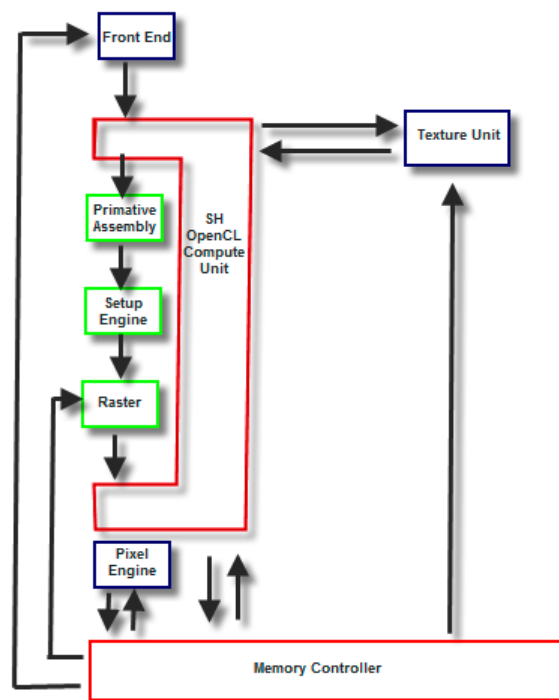 Front End
Texture Unit
Primative
Assembly
SH
OpenCL
Compute
Unit
Setup
Engine
Raster
Pixel
Engine
Memory Controller